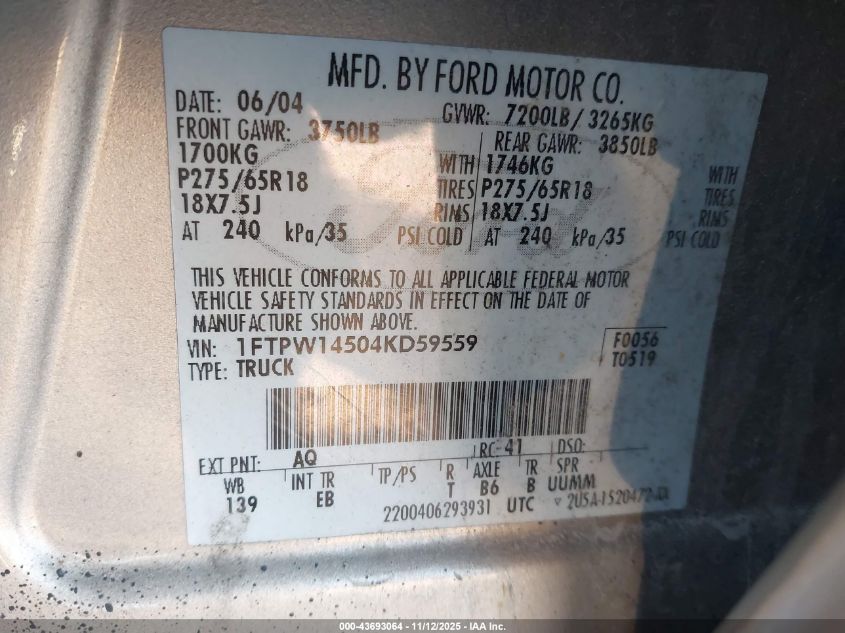 MFD. BY FORD MOTOR CO.
DATE: 06/04 GVWR: 7200LB/ 3265KG
FRONT GAWR: 3750LB REAR GAWR: 3850LB
1700KG WITH 1746KG WITH
P275/65R18 TIRES P275/65R18 TIRES
18X7.5J RIMS 18X7.5J RIMS
AT 240 kPa/35 PSI COLD AT 240 kPa/35 PSI COLD
THIS VEHICLE CONFORMS TO ALL APPLICABLE FEDERAL MOTOR
VEHICLE SAFETY STANDARDS IN EFFECT ON THE DATE OF
MANUFACTURE SHOWN ABOVE.
VIN: 1FTPW14504KD59559 F0056
TYPE: TRUCK T0519
EXT PNT: AQ RC: 41 DSO:
WB INT TR TP/PS R AXLE TR SPR
139 EB T B6 B UUMM
2200406293931 UTC
000-43693064 - 11/12/2025 - IAA Inc.